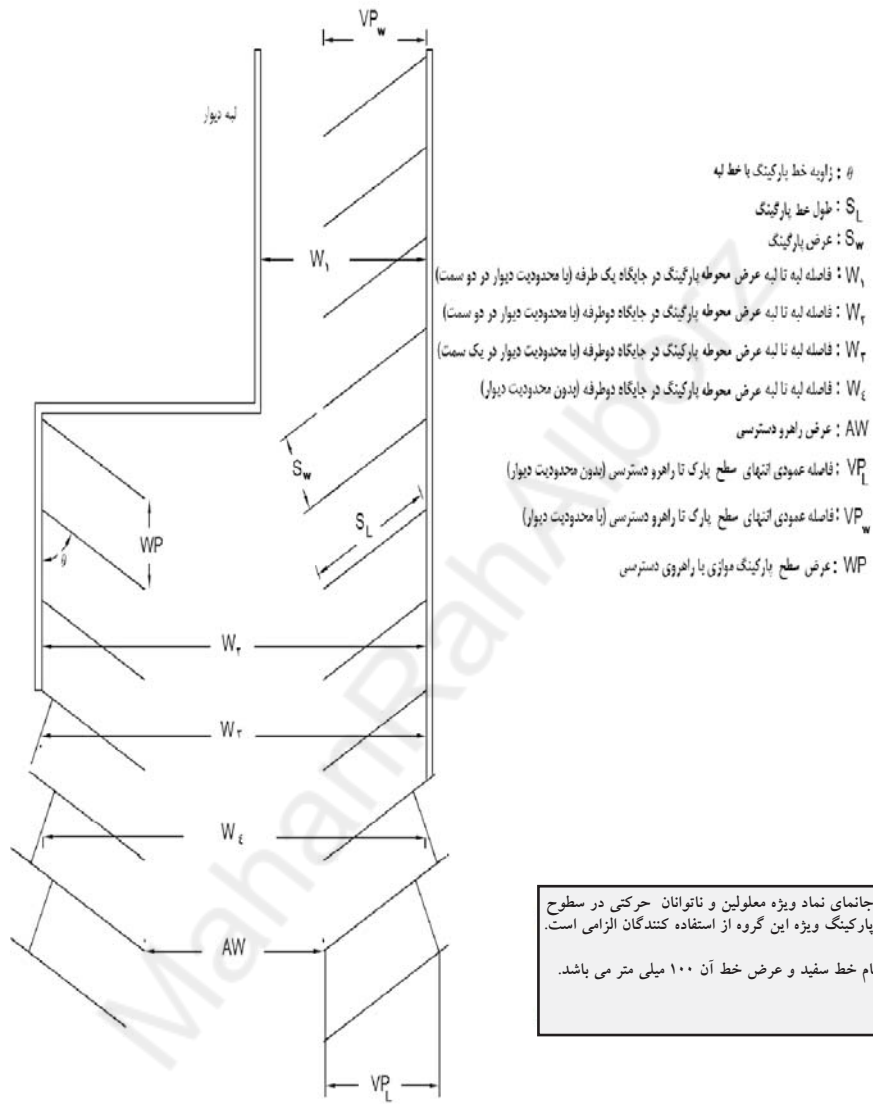 VPw
لبه دیوار
W۱
θ : زاویه خط پارکینگ با خط لبه
SL : طول خط پارکینگ
Sw : عرض پارکینگ
W۱ : فاصله لبه تا لبه عرض محوطه پارکینگ در جایگاه یک طرفه (با محدودیت دیوار در دو سمت)
W۲ : فاصله لبه تا لبه عرض محوطه پارکینگ در جایگاه دوطرفه (با محدودیت دیوار در دو سمت)
W۳ : فاصله لبه تا لبه عرض محوطه پارکینگ در جایگاه دوطرفه (با محدودیت دیوار در یک سمت)
W٤ : فاصله لبه تا لبه عرض محوطه پارکینگ در جایگاه دوطرفه (بدون محدودیت دیوار)
AW : عرض راهرو دسترسی
VPL : فاصله عمودی انتهای سطح پارک تا راهرو دسترسی (بدون محدودیت دیوار)
VPw : فاصله عمودی انتهای سطح پارک تا راهرو دسترسی (با محدودیت دیوار)
WP : عرض سطح پارکینگ موازی با راهروی دسترسی
Sw
SL
WP
θ
W۲
W۳
W٤
AW
VPL
جانمای نماد ویژه معلولین و ناتوانان حرکتی در سطوح
پارکینگ ویژه این گروه از استفاده کنندگان الزامی است.
خط سفید و عرض خط آن ۱۰۰ میلی متر می باشد.
MahanRahAlborz